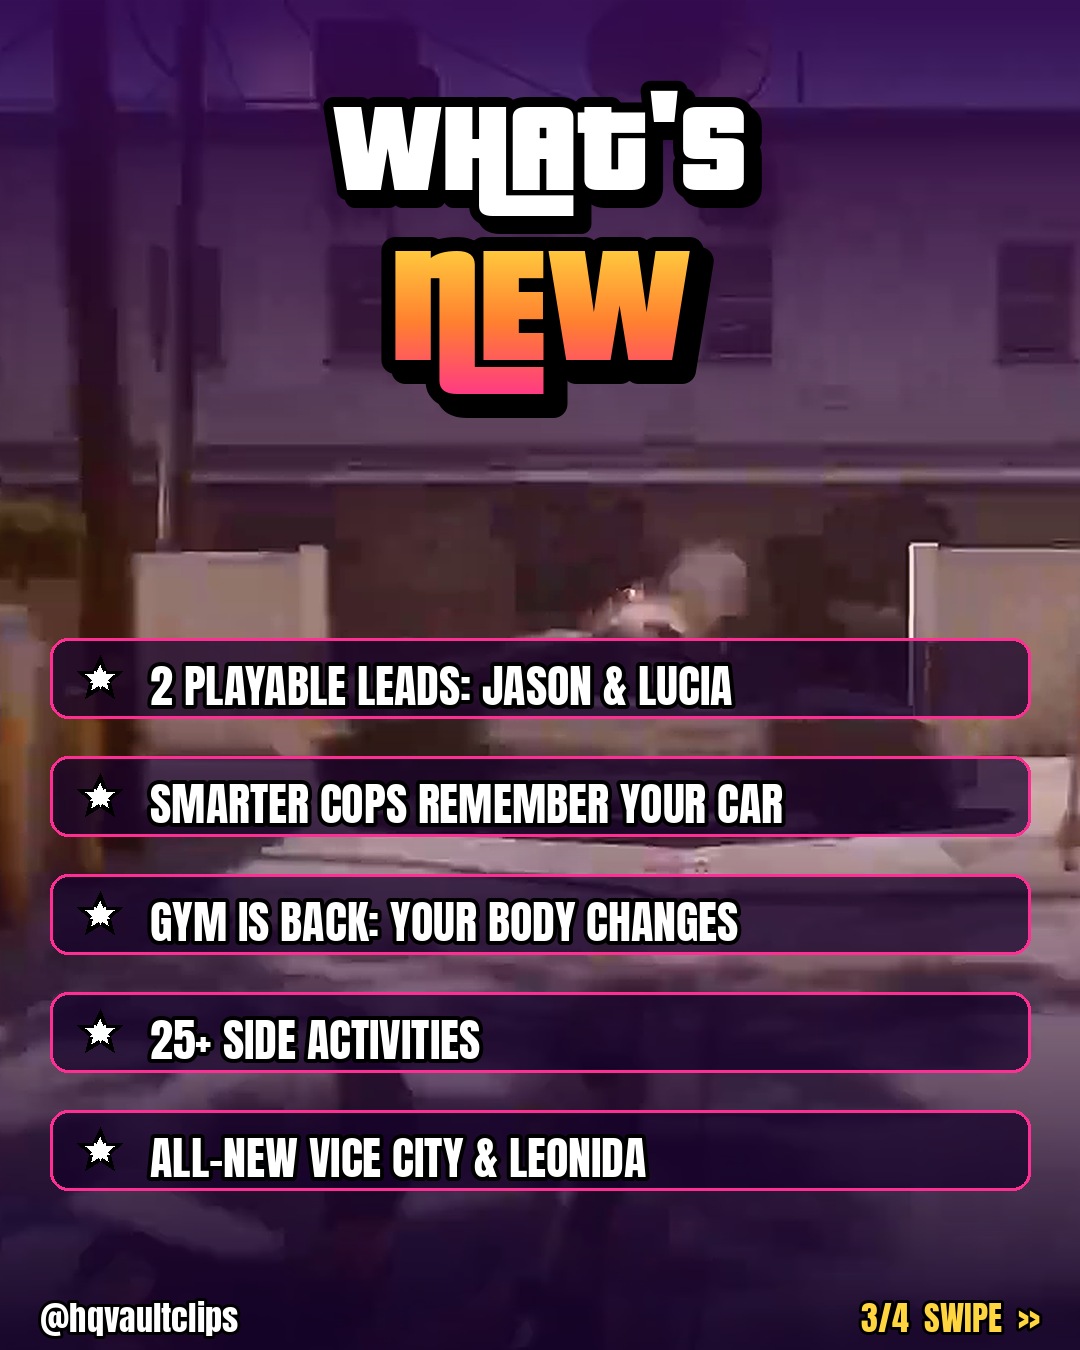 WHAt's
NEW
2 PLAYABLE LEADS: JASON & LUCIA
SMARTER COPS REMEMBER YOUR CAR
GYM IS BACK: YOUR BODY CHANGES
25+ SIDE ACTIVITIES
ALL-NEW VICE CITY & LEONIDA
@hqvaultclips
3/4 SWIPE »